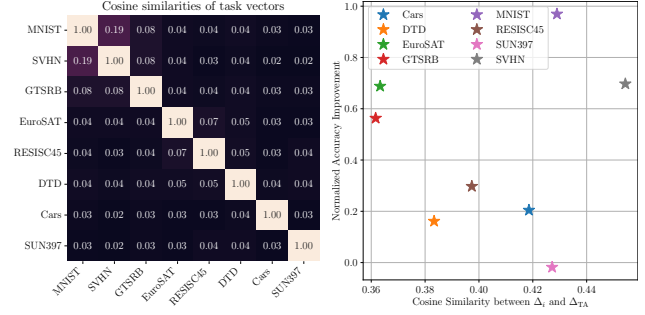 Cosine similarities of task vectors
MNIST 1.00 0.19 0.08 0.04 0.04 0.04 0.03 0.03
SVHN 0.19 1.00 0.08 0.04 0.03 0.04 0.02 0.02
GTSRB 0.08 0.08 1.00 0.04 0.04 0.04 0.03 0.03
EuroSAT 0.04 0.04 0.04 1.00 0.07 0.05 0.03 0.03
RESISC45 0.04 0.03 0.04 0.07 1.00 0.05 0.03 0.04
DTD 0.04 0.04 0.04 0.05 0.05 1.00 0.04 0.04
Cars 0.03 0.02 0.03 0.03 0.03 0.04 1.00 0.03
SUN397 0.03 0.02 0.03 0.03 0.04 0.04 0.03 1.00
MNIST SVHN GTSRB EuroSAT RESISC45 DTD Cars SUN397
Normalized Accuracy Improvement
1.0
0.8
0.6
0.4
0.2
0.0
Cars MNIST
DTD RESISC45
EuroSAT SUN397
GTSRB SVHN
0.36 0.38 0.40 0.42 0.44
Cosine Similarity between Δi and ΔTA